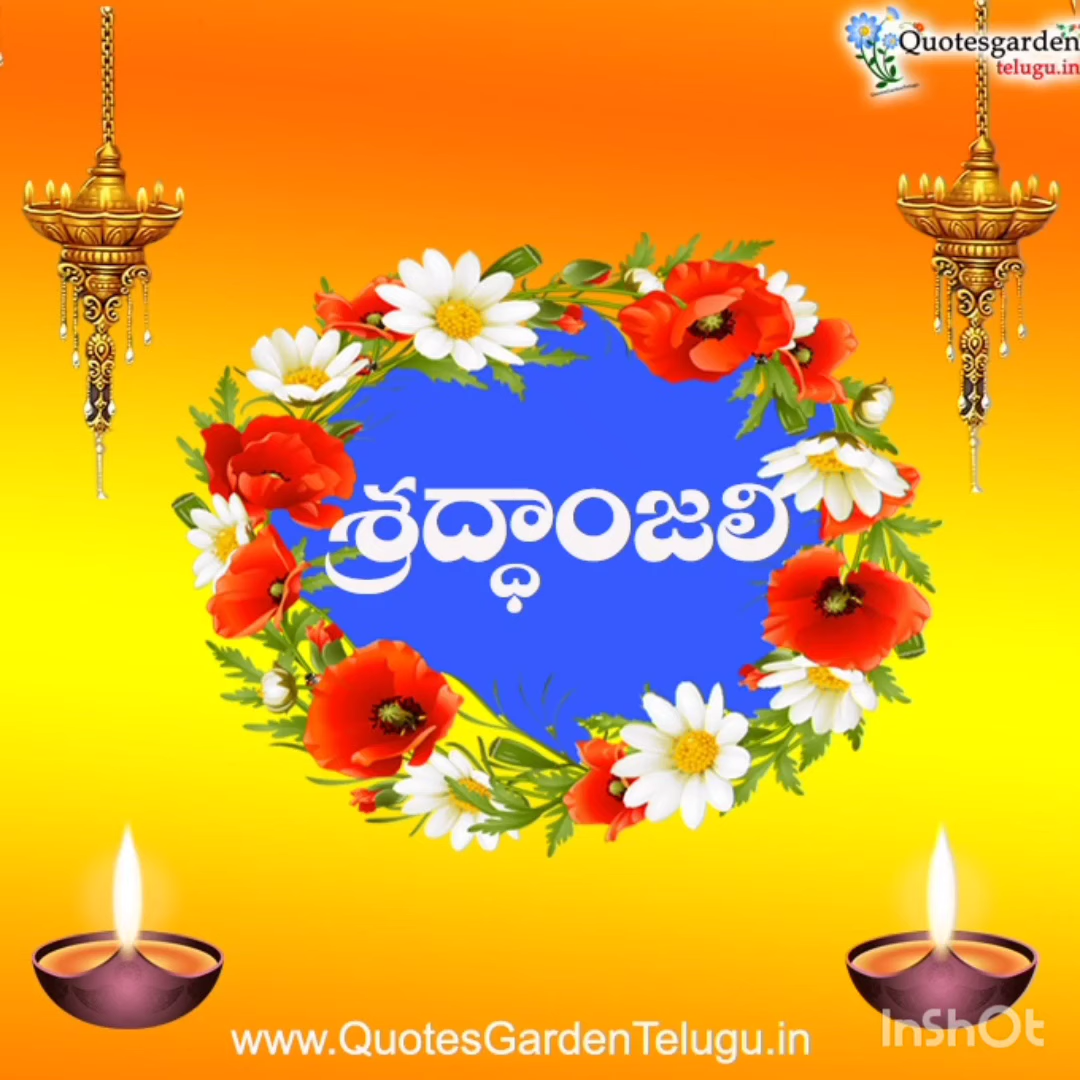 Quotesgarden
telugu.in
శ్రద్ధాంజలి
www.QuotesGardenTelugu.in
InShOt